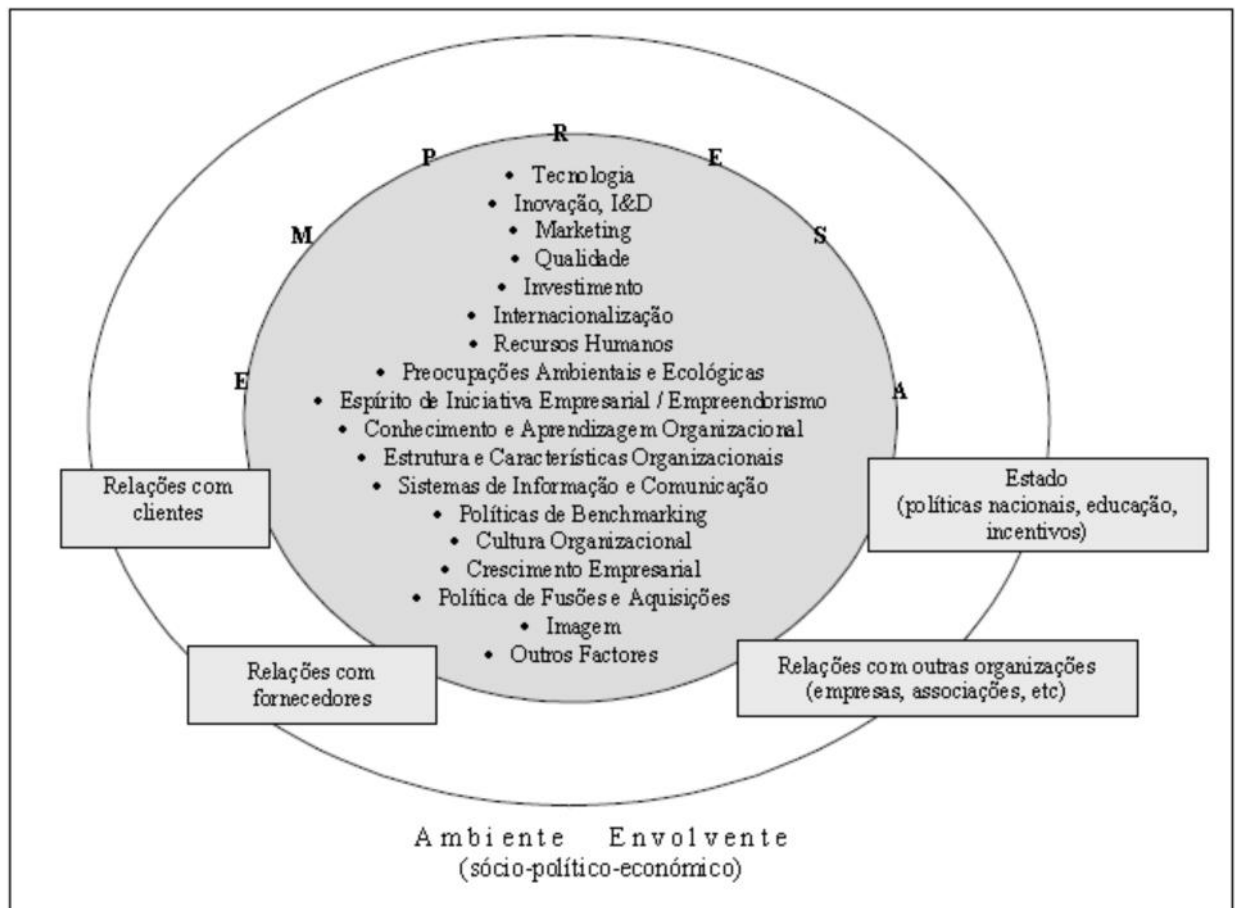 EMPRESA
• Tecnologia
• Inovação, I&D
• Marketing
• Qualidade
• Investimento
• Internacionalização
• Recursos Humanos
• Preocupações Ambientais e Ecológicas
• Espírito de Iniciativa Empresarial / Empreendorismo
• Conhecimento e Aprendizagem Organizacional
• Estrutura e Características Organizacionais
• Sistemas de Informação e Comunicação
• Políticas de Benchmarking
• Cultura Organizacional
• Crescimento Empresarial
• Política de Fusões e Aquisições
• Imagem
• Outros Factores
Relações com
clientes
Estado
(políticas nacionais, educação,
incentivos)
Relações com
fornecedores
Relações com outras organizações
(empresas, associações, etc)
Ambiente Envolvente
(sócio-político-económico)